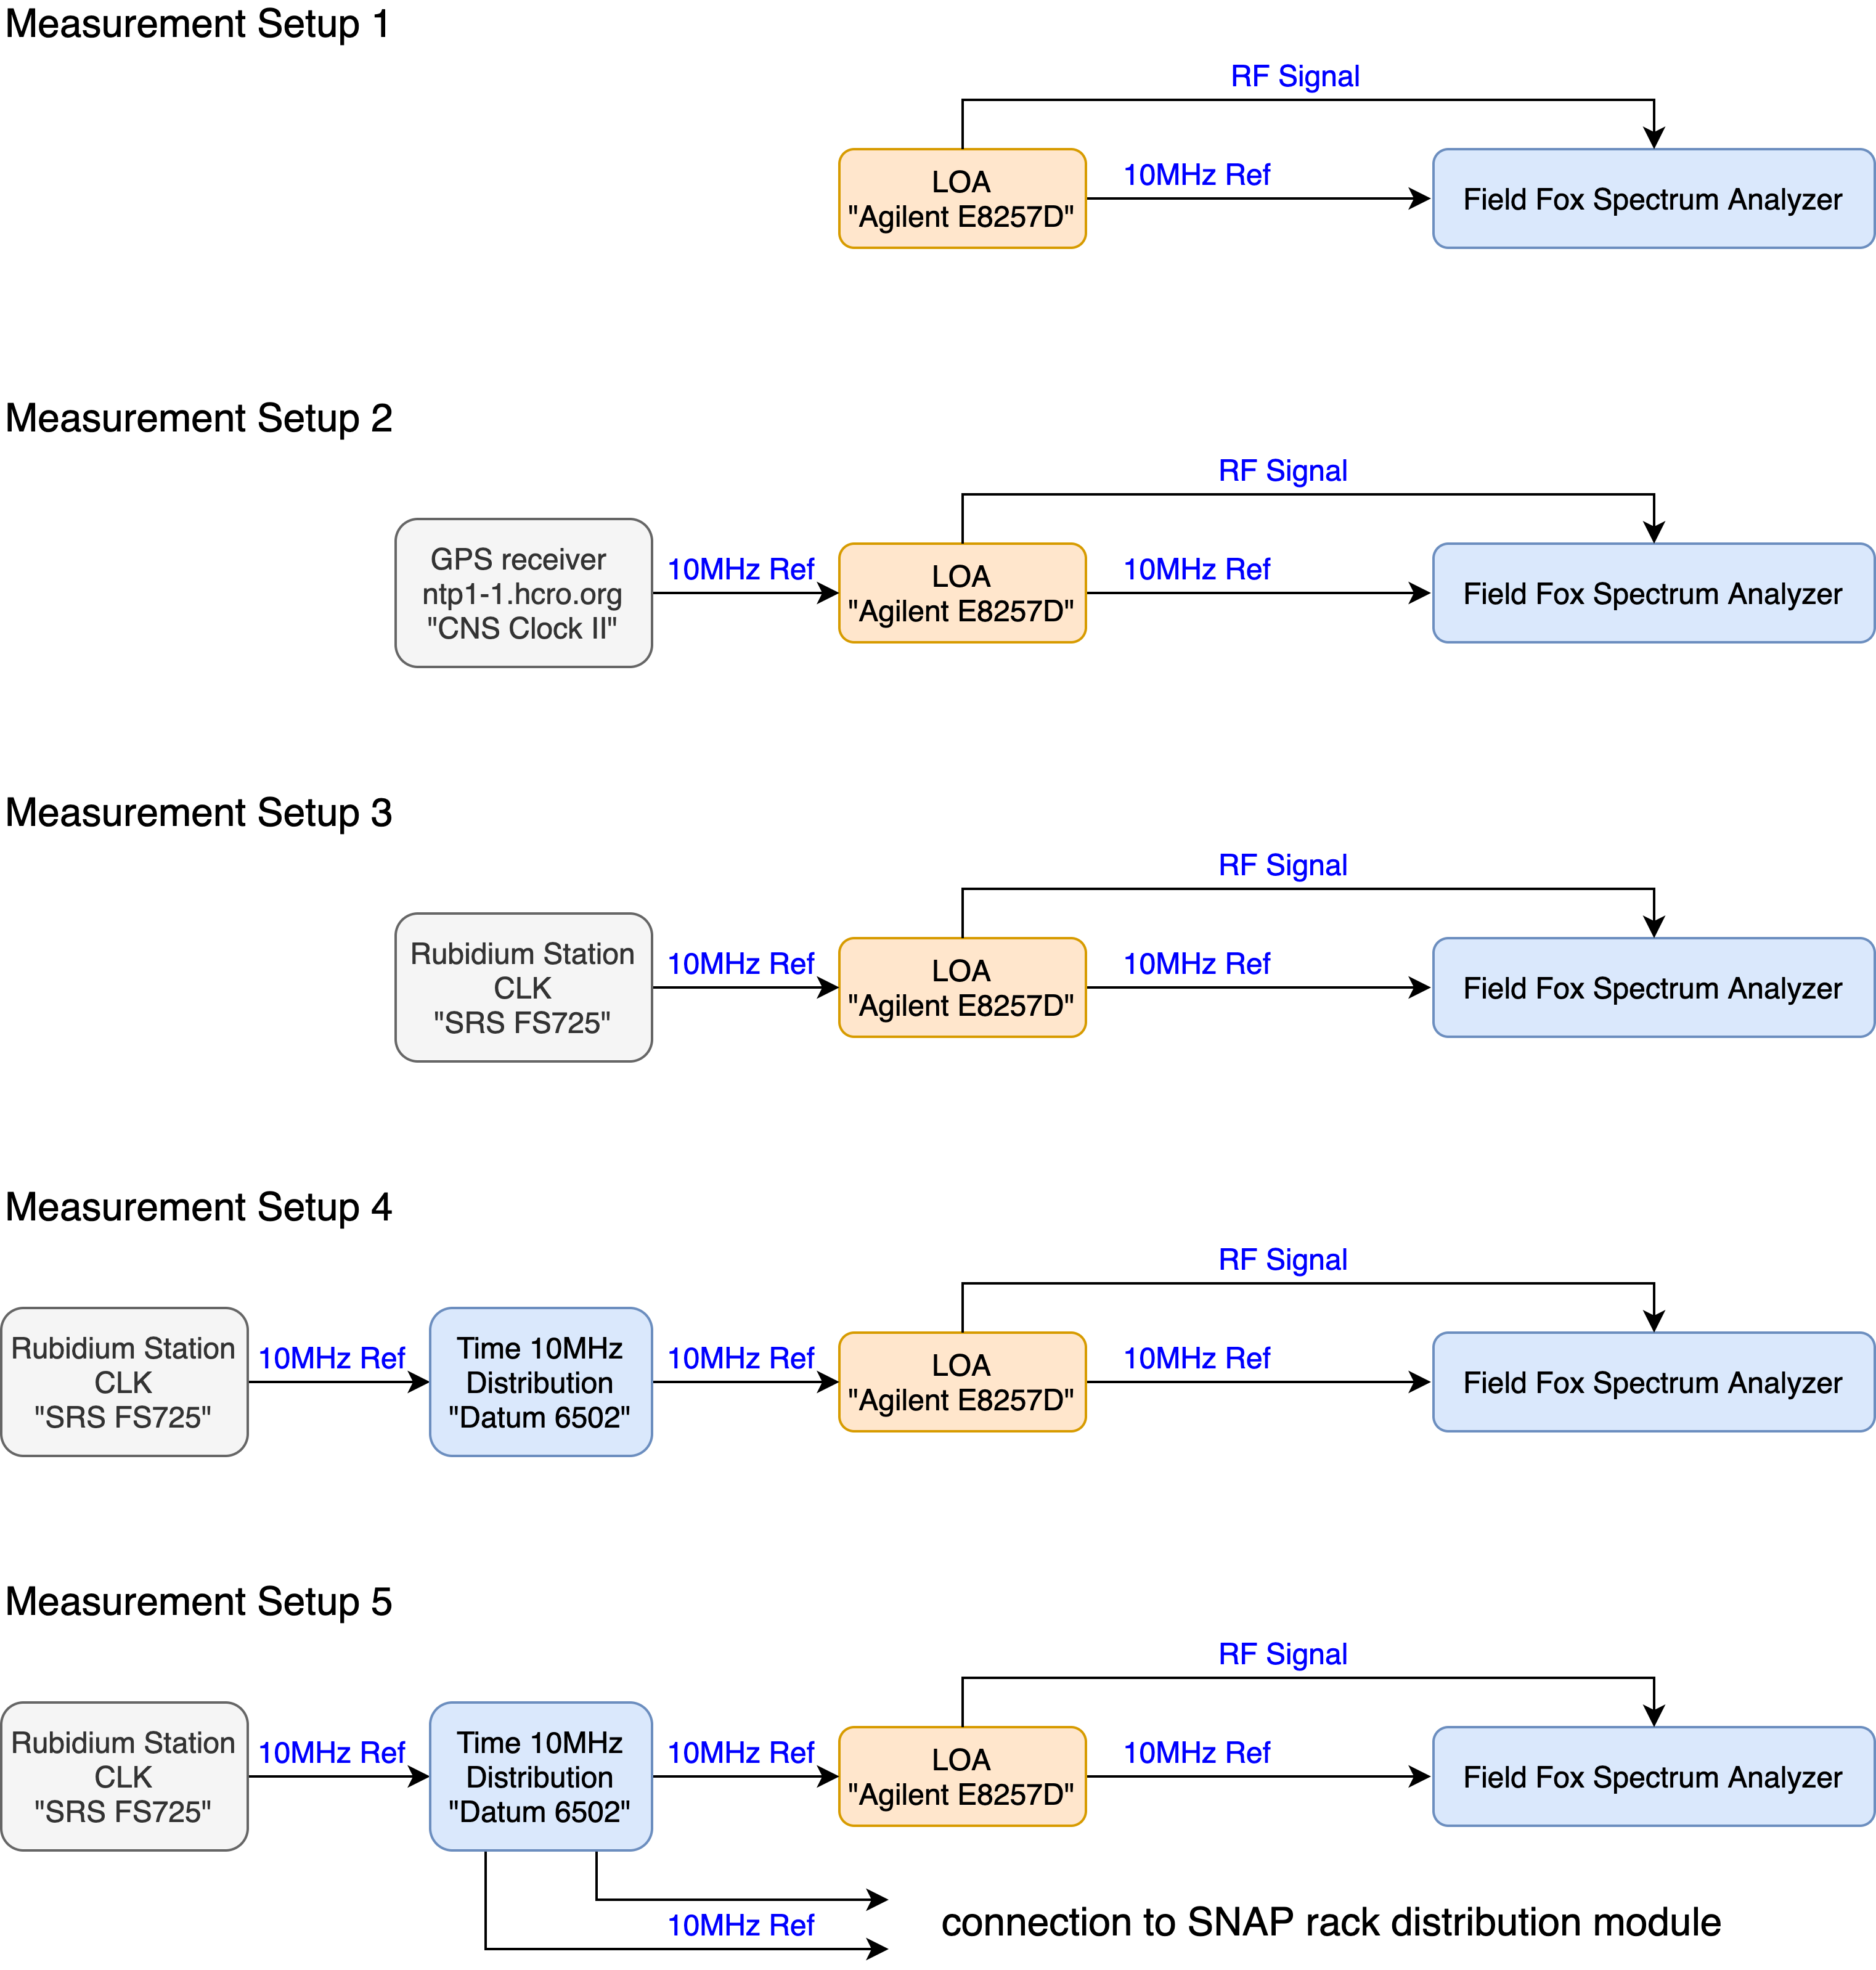 Measurement Setup 1
RF Signal
LOA
"Agilent E8257D"
10MHz Ref
Field Fox Spectrum Analyzer
Measurement Setup 2
RF Signal
GPS receiver
ntp1-1.hcro.org
"CNS Clock II"
10MHz Ref
LOA
"Agilent E8257D"
10MHz Ref
Field Fox Spectrum Analyzer
Measurement Setup 3
RF Signal
Rubidium Station
CLK
"SRS FS725"
10MHz Ref
LOA
"Agilent E8257D"
10MHz Ref
Field Fox Spectrum Analyzer
Measurement Setup 4
RF Signal
Rubidium Station
CLK
"SRS FS725"
10MHz Ref
Time 10MHz
Distribution
"Datum 6502"
10MHz Ref
LOA
"Agilent E8257D"
10MHz Ref
Field Fox Spectrum Analyzer
Measurement Setup 5
RF Signal
Rubidium Station
CLK
"SRS FS725"
10MHz Ref
Time 10MHz
Distribution
"Datum 6502"
10MHz Ref
LOA
"Agilent E8257D"
10MHz Ref
Field Fox Spectrum Analyzer
10MHz Ref
connection to SNAP rack distribution module